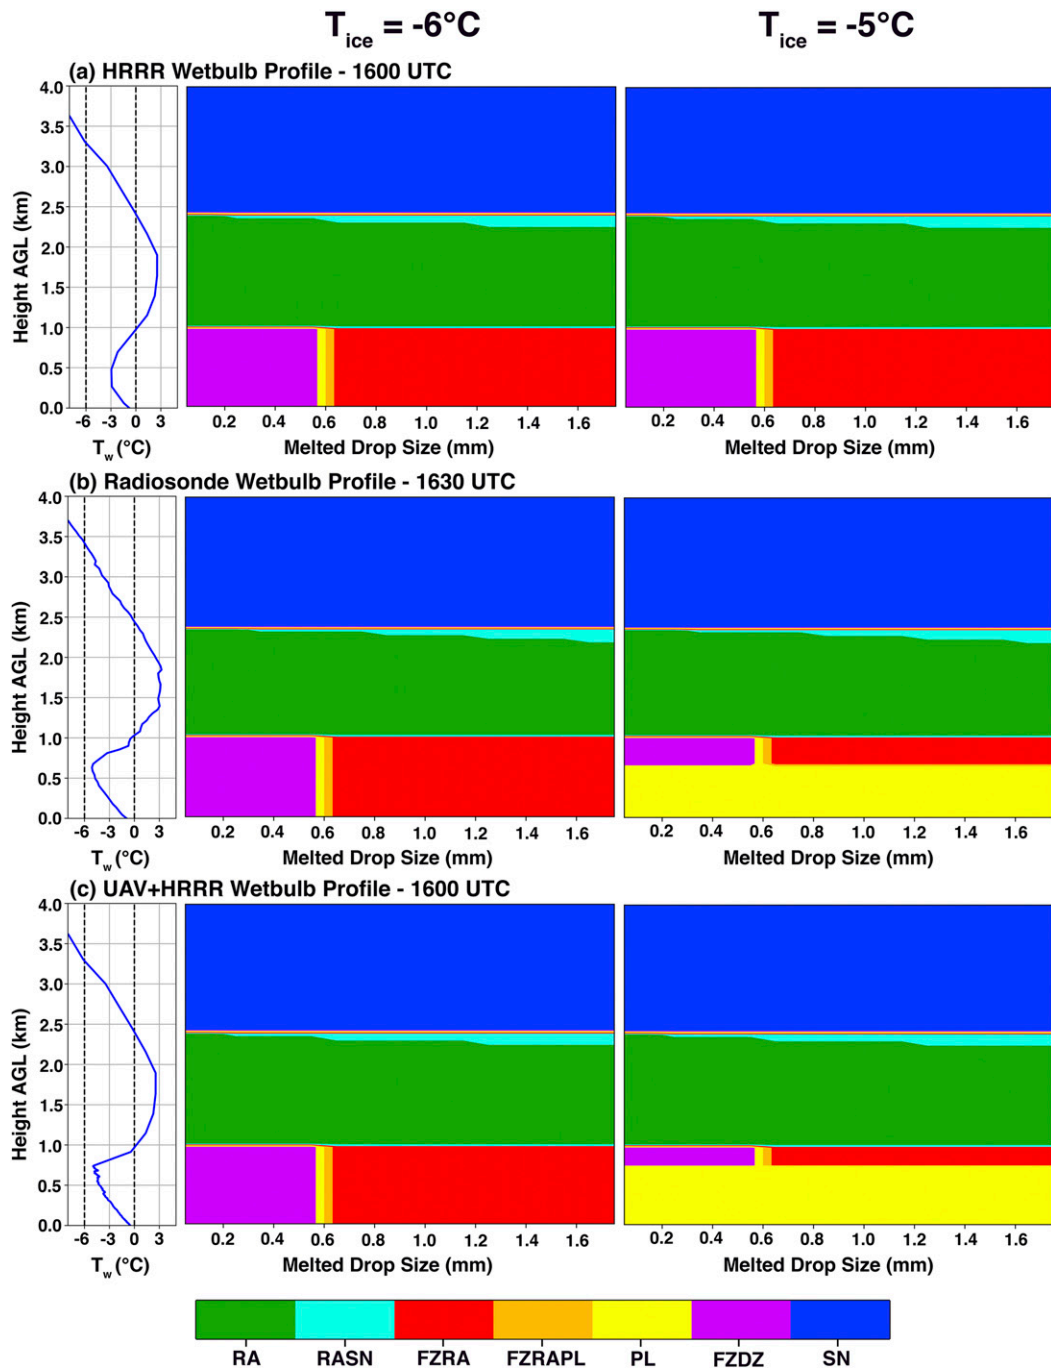 T_ice = -6°C T_ice = -5°C
(a) HRRR Wetbulb Profile - 1600 UTC
4.0
3.5
3.0
2.5
2.0
1.5
1.0
0.5
0.0
Height AGL (km)
-6 -3 0 3
T_w (°C)
0.2 0.4 0.6 0.8 1.0 1.2 1.4 1.6
Melted Drop Size (mm)
0.2 0.4 0.6 0.8 1.0 1.2 1.4 1.6
Melted Drop Size (mm)
(b) Radiosonde Wetbulb Profile - 1630 UTC
4.0
3.5
3.0
2.5
2.0
1.5
1.0
0.5
0.0
Height AGL (km)
-6 -3 0 3
T_w (°C)
0.2 0.4 0.6 0.8 1.0 1.2 1.4 1.6
Melted Drop Size (mm)
0.2 0.4 0.6 0.8 1.0 1.2 1.4 1.6
Melted Drop Size (mm)
(c) UAV+HRRR Wetbulb Profile - 1600 UTC
4.0
3.5
3.0
2.5
2.0
1.5
1.0
0.5
0.0
Height AGL (km)
-6 -3 0 3
T_w (°C)
0.2 0.4 0.6 0.8 1.0 1.2 1.4 1.6
Melted Drop Size (mm)
0.2 0.4 0.6 0.8 1.0 1.2 1.4 1.6
Melted Drop Size (mm)
RA RASN FZRA FZRAPL PL FZDZ SN